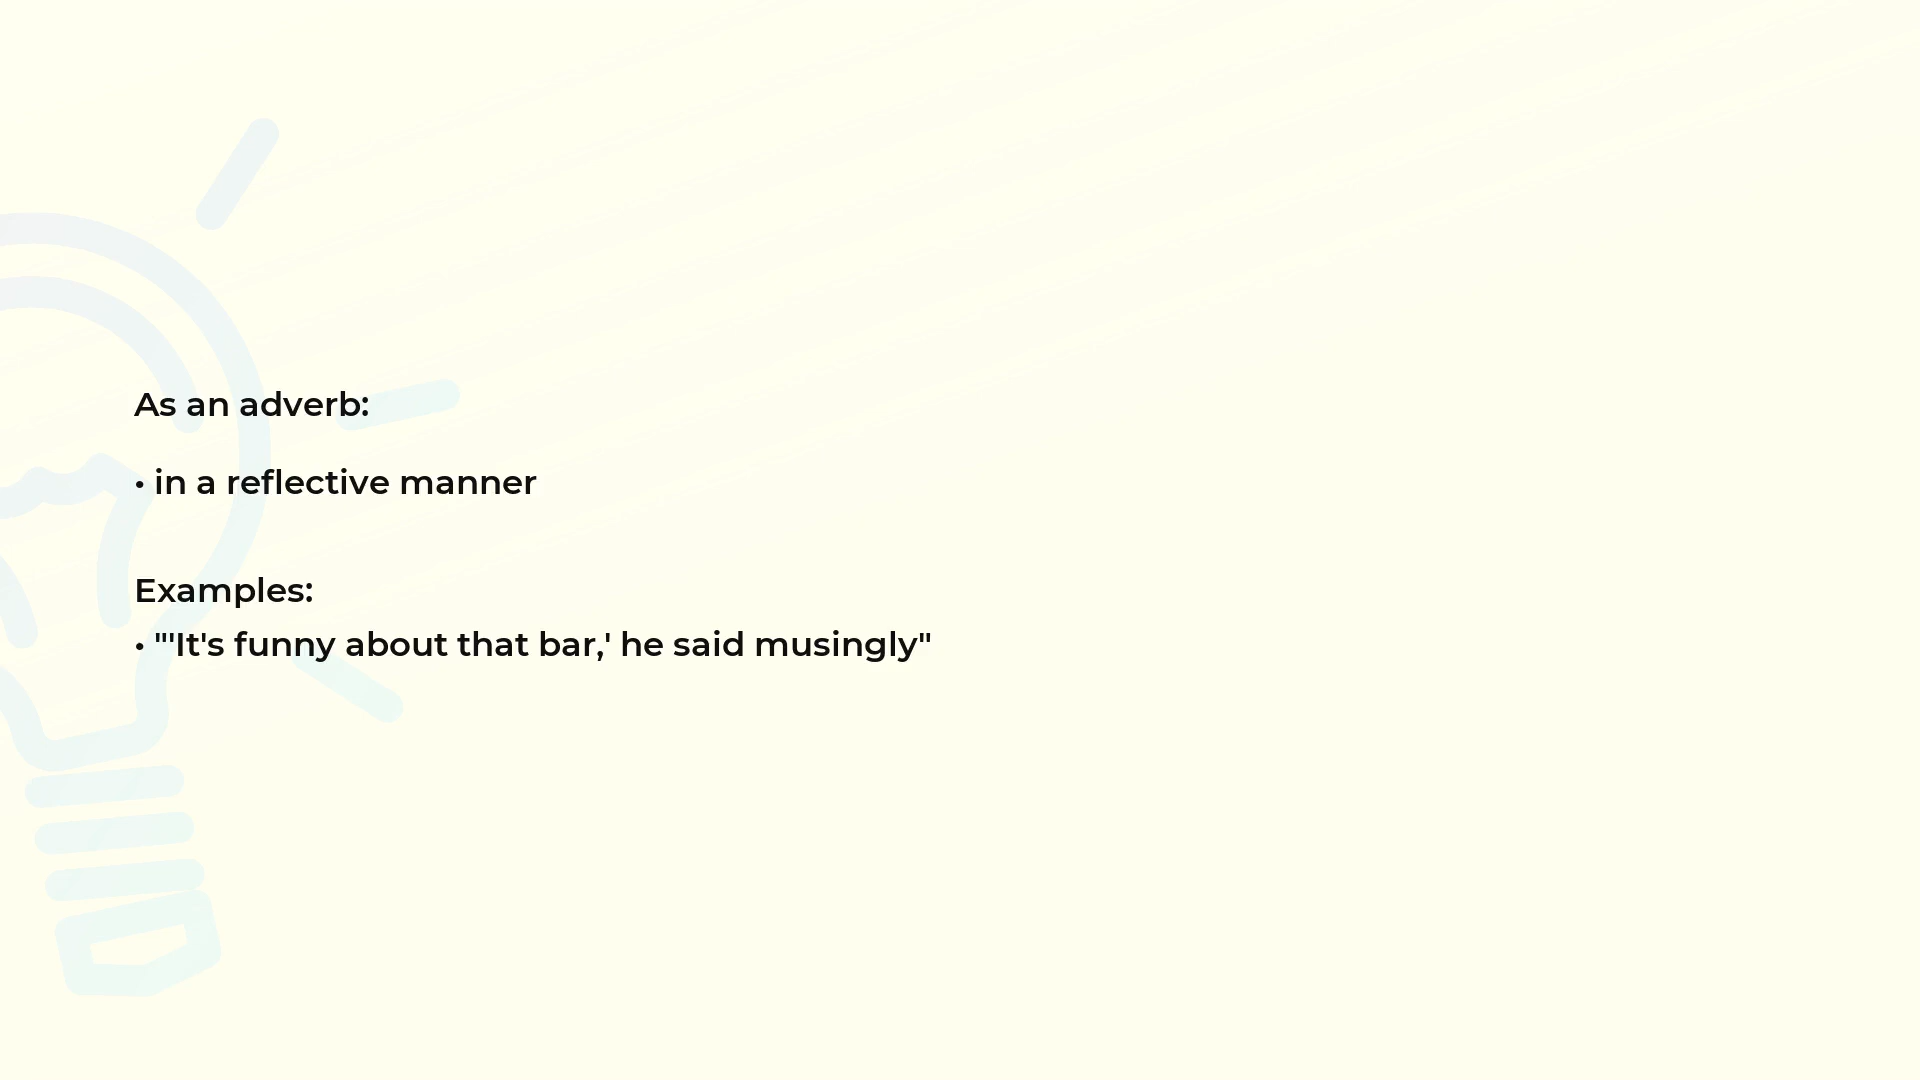 As an adverb:
• in a reflective manner
Examples:
• "'It's funny about that bar,' he said musingly"